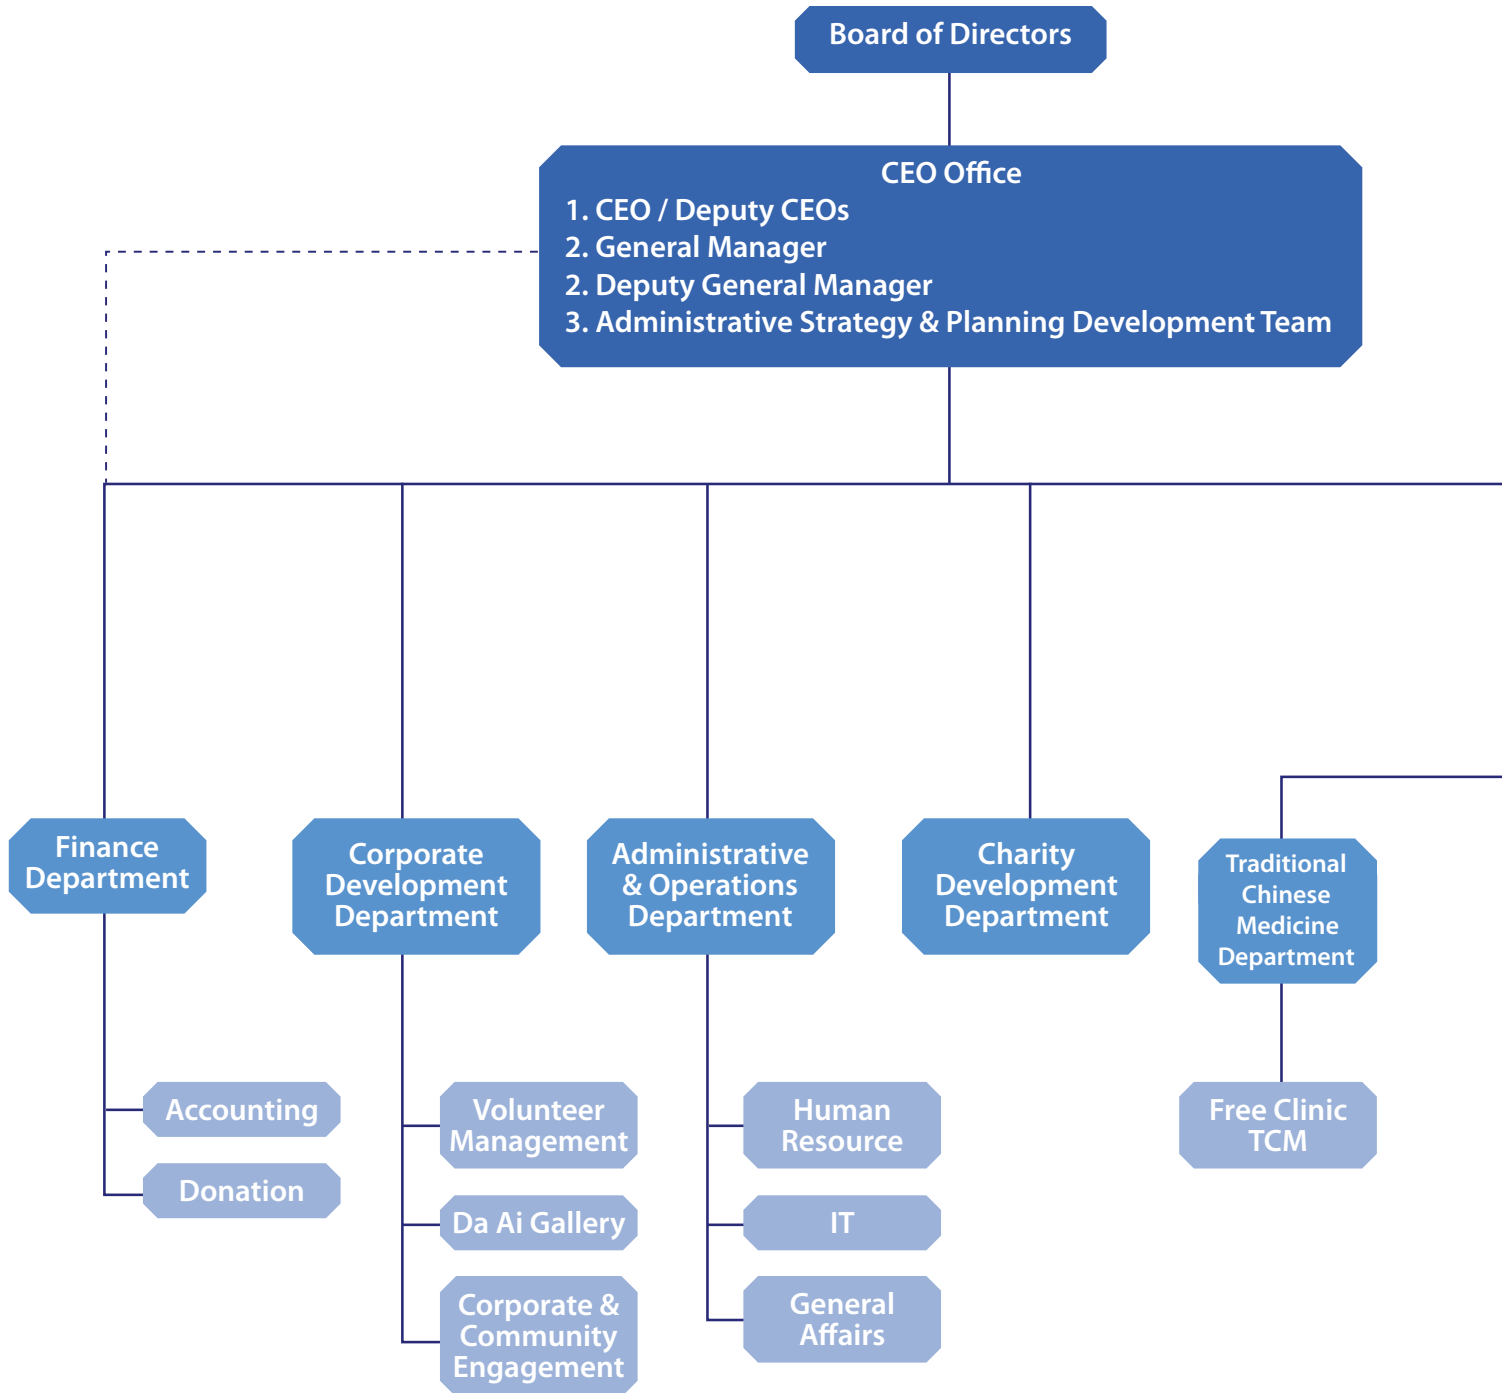 Board of Directors
CEO Office
1. CEO / Deputy CEOs
2. General Manager
2. Deputy General Manager
3. Administrative Strategy & Planning Development Team
Finance
Department
Corporate
Development
Department
Administrative
& Operations
Department
Charity
Development
Department
Traditional
Chinese
Medicine
Department
Accounting
Donation
Volunteer
Management
Da Ai Gallery
Corporate &
Community
Engagement
Human
Resource
IT
General
Affairs
Free Clinic
TCM